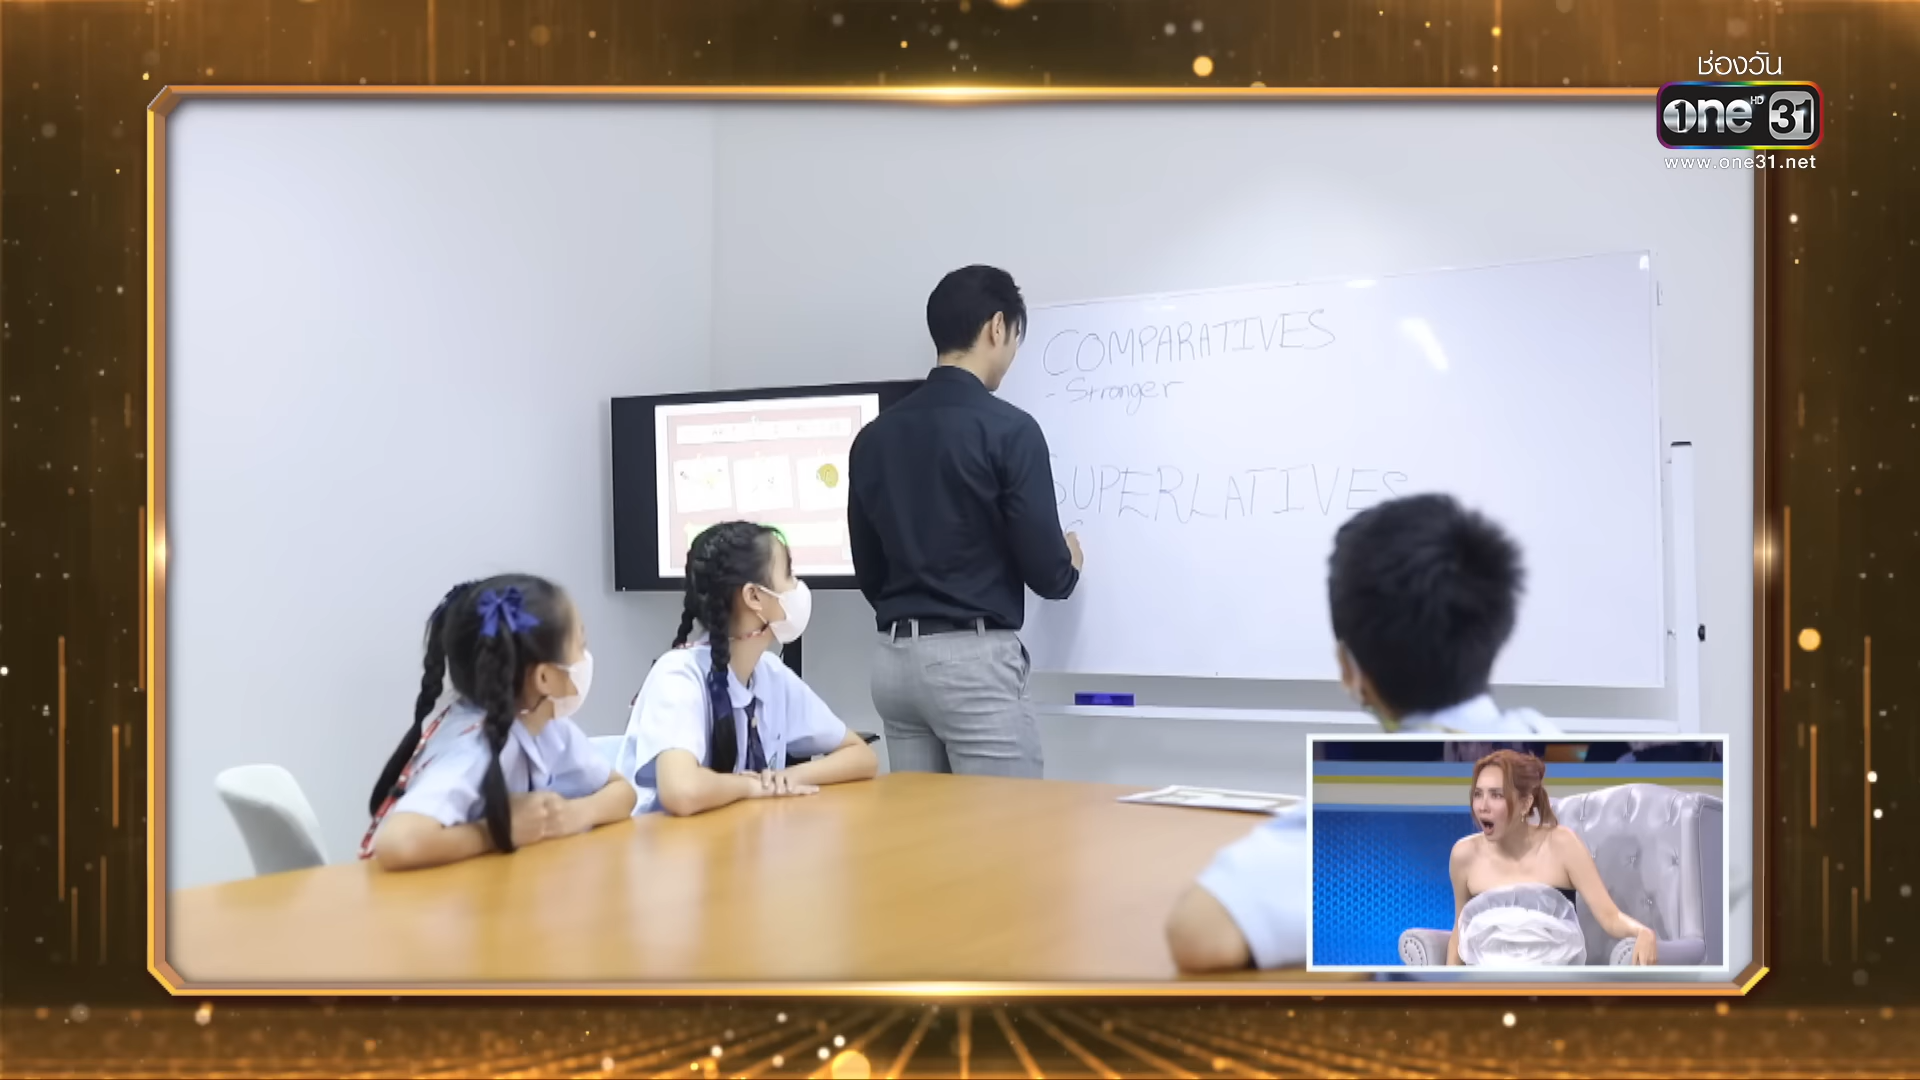 ช่องวัน
one HD 31
www.one31.net
COMPARATIVES
- Stronger
SUPERLATIVES